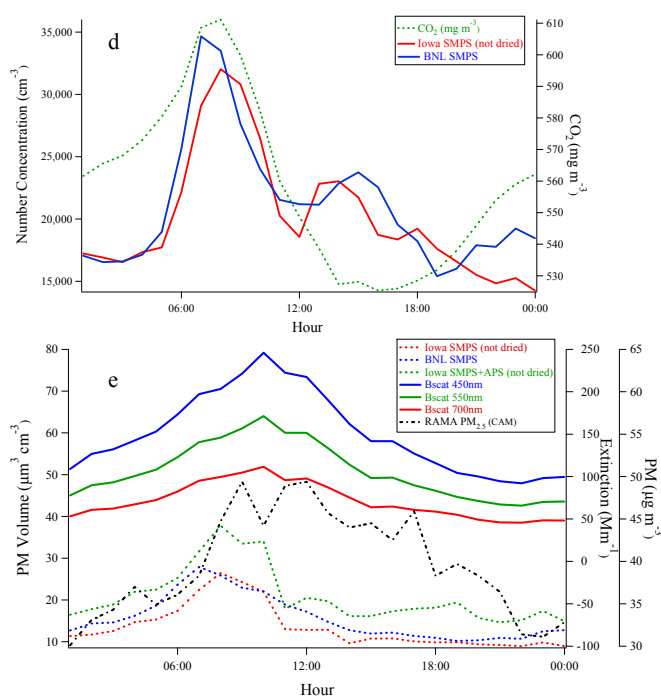 d
CO2 (mg m-3)
Iowa SMPS (not dried)
BNL SMPS
35,000
30,000
25,000
20,000
15,000
Number Concentration (cm-3)
610
600
590
580
570
560
550
540
530
CO2 (mg m-3)
06:00 12:00 18:00 00:00
Hour
e
Iowa SMPS (not dried)
BNL SMPS
Iowa SMPS+APS (not dried)
Bscat 450nm
Bscat 550nm
Bscat 700nm
RAMA PM2.5 (CAM)
80
70
60
50
40
30
20
10
PM Volume (µm3 cm-3)
250
200
150
100
50
0
-50
-100
Extinction (Mm-1)
65
60
55
50
45
40
35
30
PM (µg m-3)
06:00 12:00 18:00 00:00
Hour